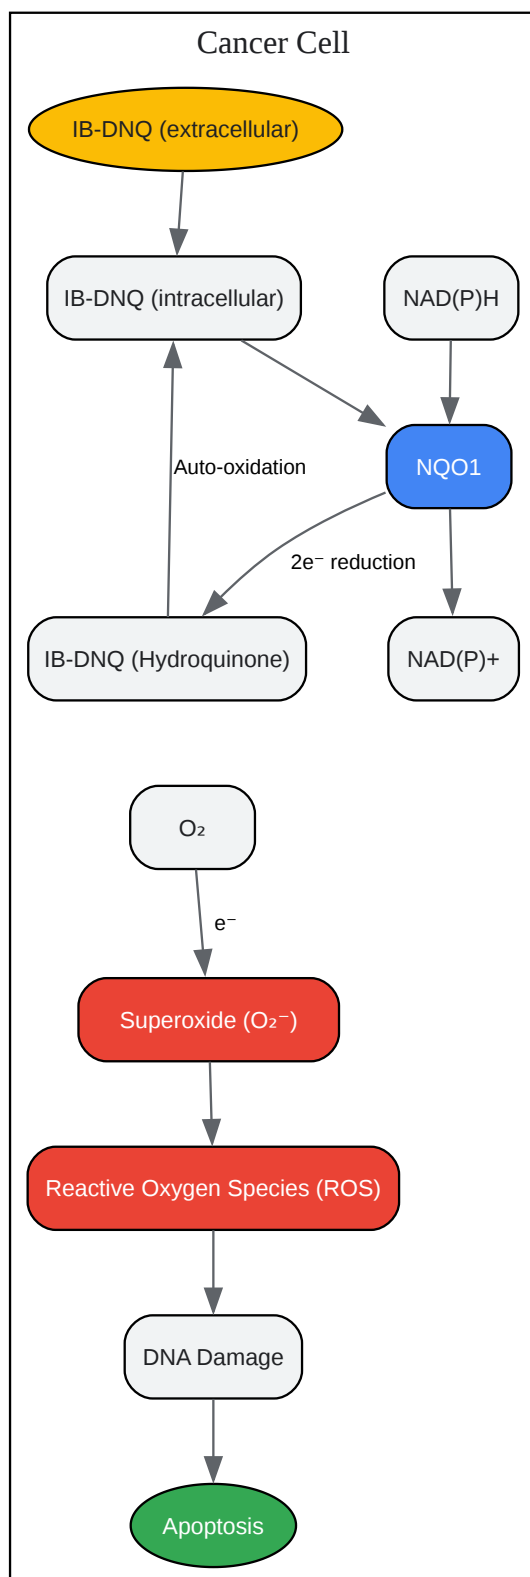 Cancer Cell
IB-DNQ (extracellular)
IB-DNQ (intracellular)
NAD(P)H
Auto-oxidation
NQO1
2e⁻ reduction
IB-DNQ (Hydroquinone)
NAD(P)+
O₂
e⁻
Superoxide (O₂⁻)
Reactive Oxygen Species (ROS)
DNA Damage
Apoptosis